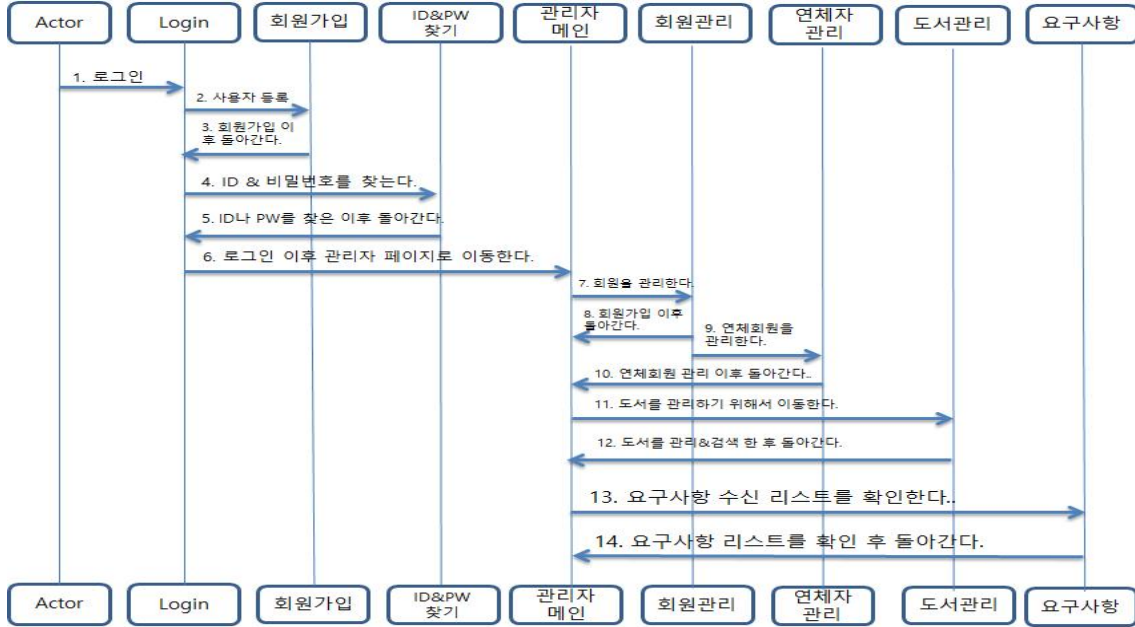 Actor
Login
회원가입
ID&PW
찾기
관리자
메인
회원관리
연체자
관리
도서관리
요구사항
1. 로그인
2. 사용자 등록
3. 회원가입 이
후 돌아간다.
4. ID & 비밀번호를 찾는다.
5. ID나 PW를 찾은 이후 돌아간다.
6. 로그인 이후 관리자 페이지로 이동한다.
7. 회원을 관리한다.
8. 회원가입 이후
돌아간다.
9. 연체회원을
관리한다.
10. 연체회원 관리 이후 돌아간다..
11. 도서를 관리하기 위해서 이동한다.
12. 도서를 관리&검색 한 후 돌아간다.
13. 요구사항 수신 리스트를 확인한다..
14. 요구사항 리스트를 확인 후 돌아간다.
Actor
Login
회원가입
ID&PW
찾기
관리자
메인
회원관리
연체자
관리
도서관리
요구사항